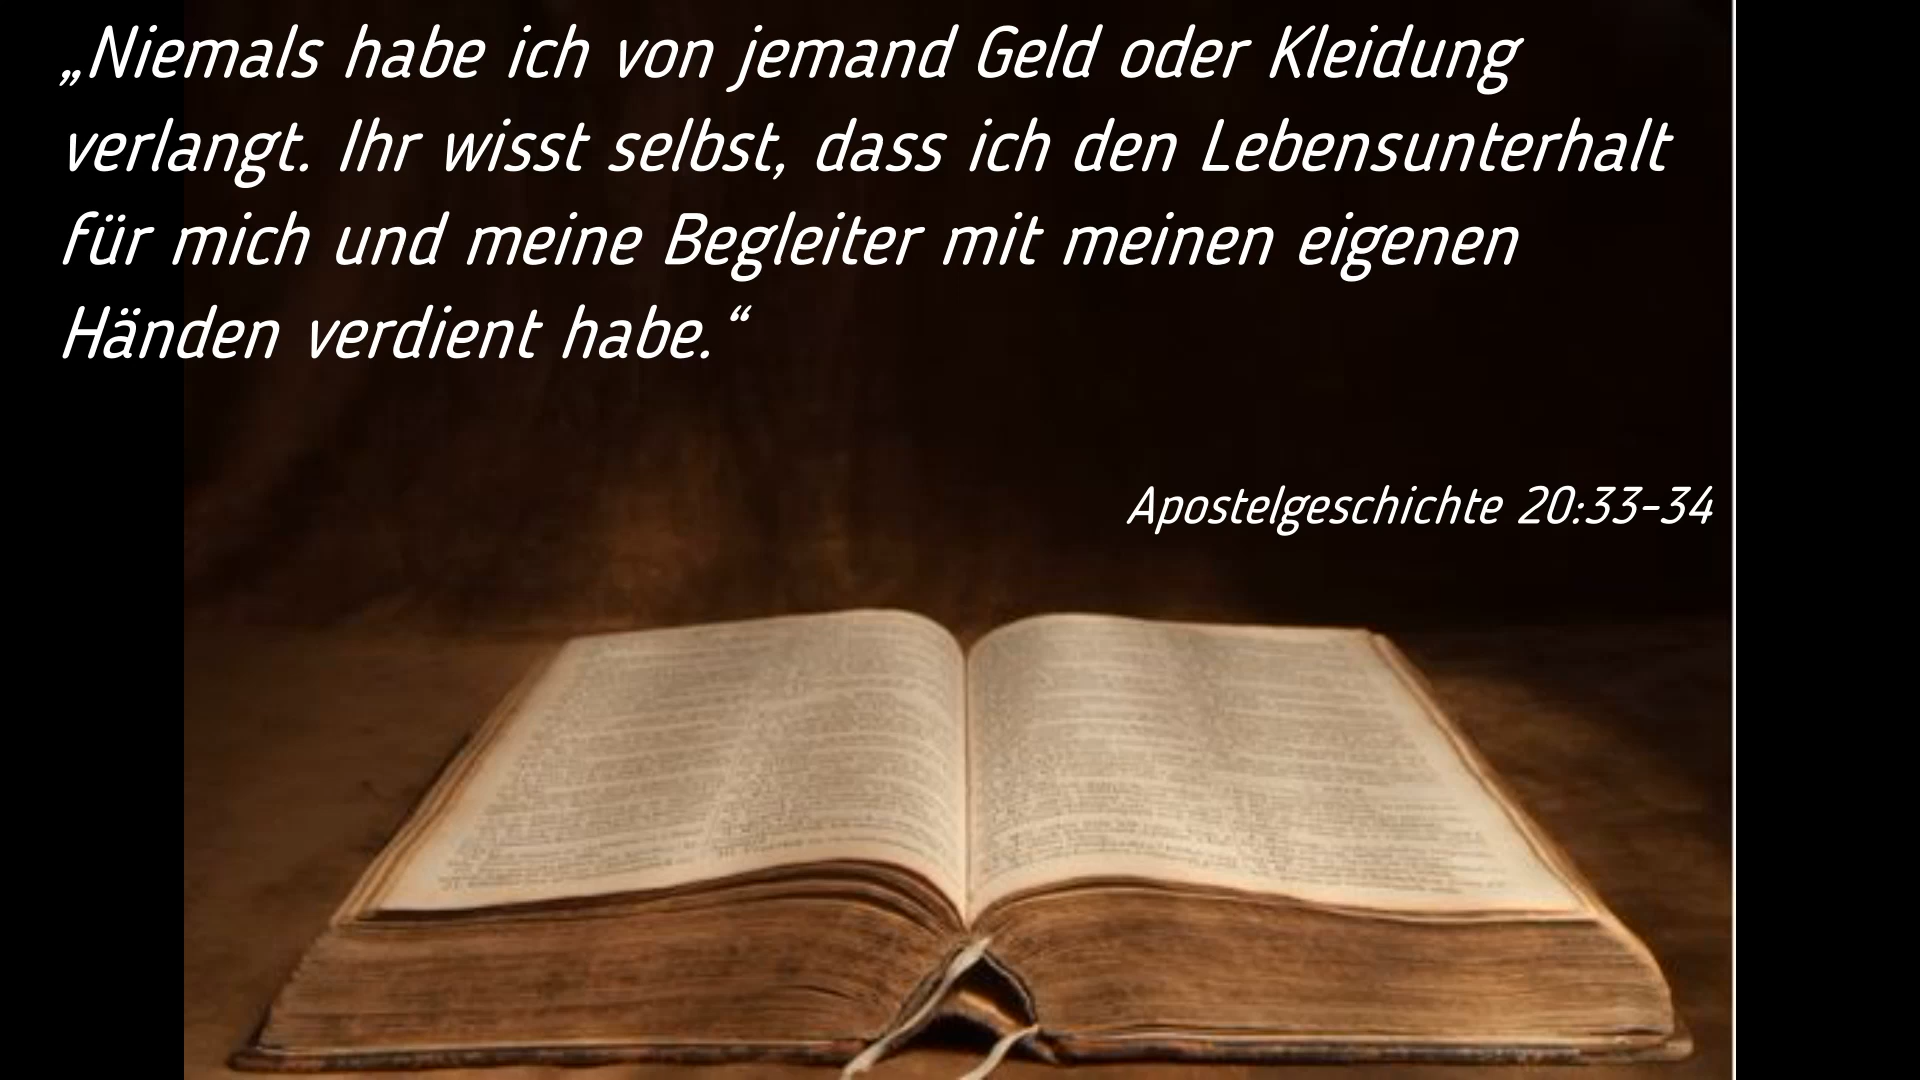 „Niemals habe ich von jemand Geld oder Kleidung
verlangt. Ihr wisst selbst, dass ich den Lebensunterhalt
für mich und meine Begleiter mit meinen eigenen
Händen verdient habe.“
Apostelgeschichte 20:33-34